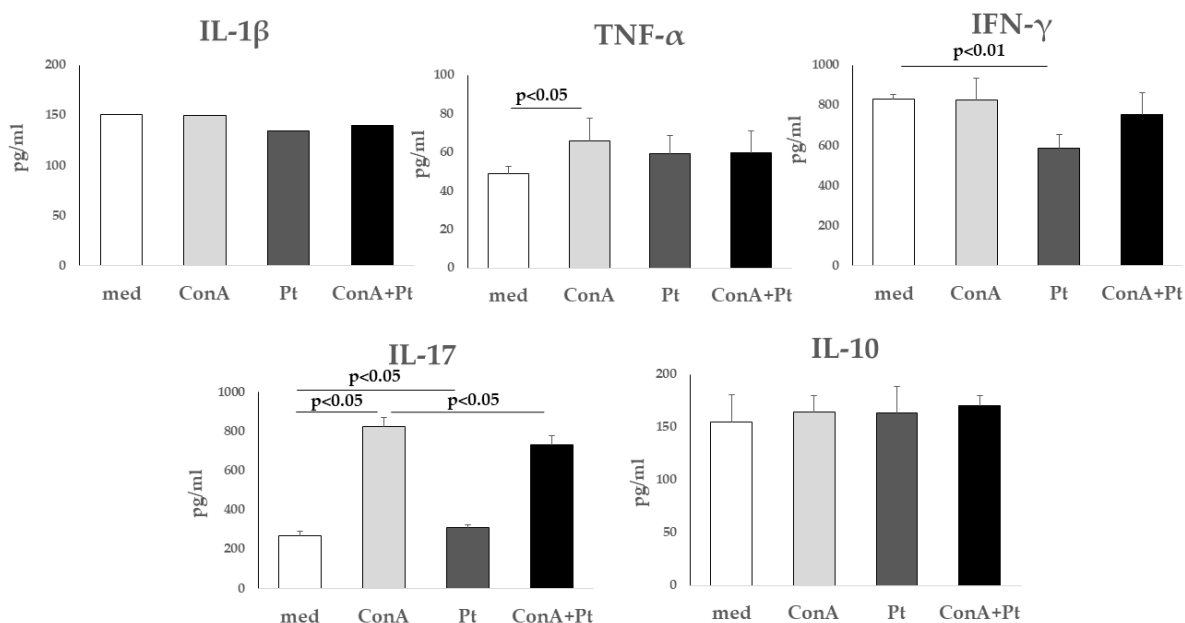 IL-1β
200
150
100
50
0
pg/ml
med ConA Pt ConA+Pt
TNF-α
100
80
60
40
20
0
pg/ml
p<0.05
med ConA Pt ConA+Pt
IFN-γ
1000
800
600
400
200
0
pg/ml
p<0.01
med ConA Pt ConA+Pt
IL-17
1000
800
600
400
200
0
pg/ml
p<0.05
p<0.05 p<0.05
med ConA Pt ConA+Pt
IL-10
200
150
100
50
0
pg/ml
med ConA Pt ConA+Pt